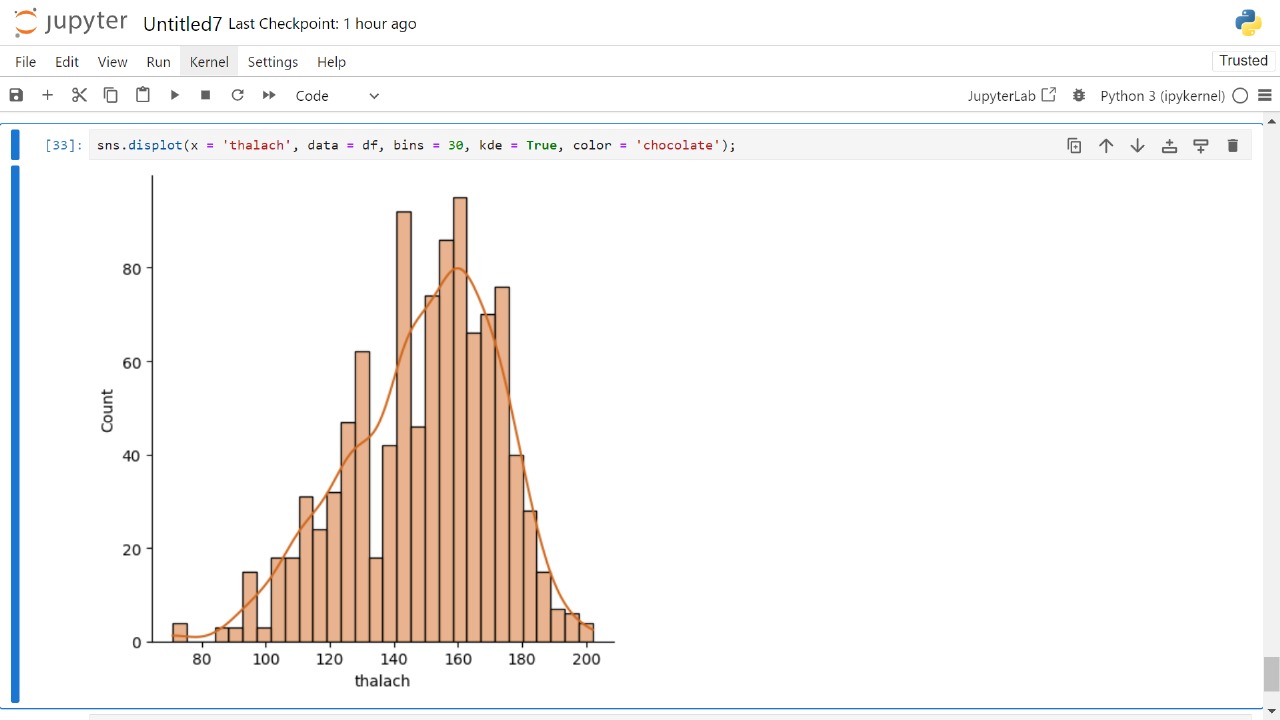 jupyter Untitled7 Last Checkpoint: 1 hour ago
File Edit View Run Kernel Settings Help Trusted
Code JupyterLab Python 3 (ipykernel)
[33]: sns.displot(x = 'thalach', data = df, bins = 30, kde = True, color = 'chocolate');
80
60
40
20
0
Count
80 100 120 140 160 180 200
thalach